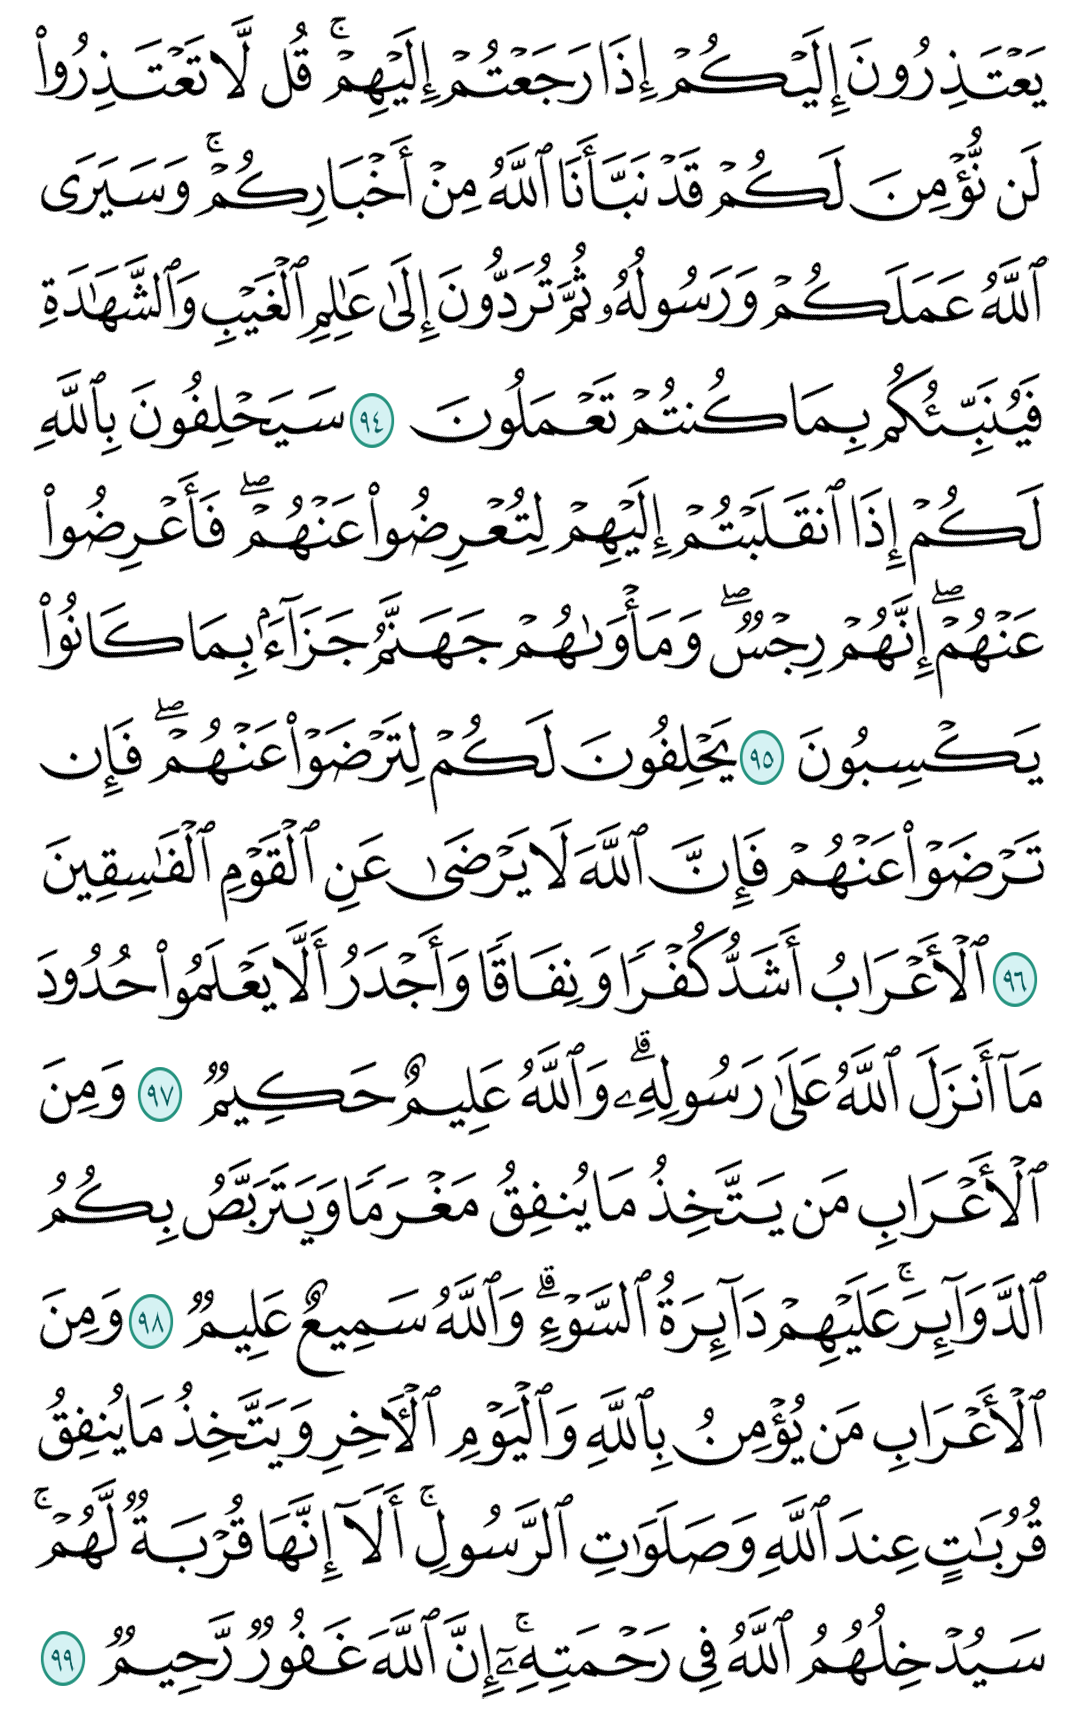 يَعْتَذِرُونَ إِلَيْكُمْ إِذَا رَجَعْتُمْ إِلَيْهِمْ ۚ قُل لَّا تَعْتَذِرُوا۟
لَن نُّؤْمِنَ لَكُمْ قَدْ نَبَّأَنَا ٱللَّهُ مِنْ أَخْبَارِكُمْ ۚ وَسَيَرَى
ٱللَّهُ عَمَلَكُمْ وَرَسُولُهُۥ ثُمَّ تُرَدُّونَ إِلَىٰ عَـٰلِمِ ٱلْغَيْبِ وَٱلشَّهَـٰدَةِ
فَيُنَبِّئُكُم بِمَا كُنتُمْ تَعْمَلُونَ ٩٤ سَيَحْلِفُونَ بِٱللَّهِ
لَكُمْ إِذَا ٱنقَلَبْتُمْ إِلَيْهِمْ لِتُعْرِضُوا۟ عَنْهُمْ ۖ فَأَعْرِضُوا۟
عَنْهُمْ ۖ إِنَّهُمْ رِجْسٌ ۖ وَمَأْوَىٰهُمْ جَهَنَّمُ جَزَآءًۢ بِمَا كَانُوا۟
يَكْسِبُونَ ٩٥ يَحْلِفُونَ لَكُمْ لِتَرْضَوْا۟ عَنْهُمْ ۖ فَإِن
تَرْضَوْا۟ عَنْهُمْ فَإِنَّ ٱللَّهَ لَا يَرْضَىٰ عَنِ ٱلْقَوْمِ ٱلْفَـٰسِقِينَ
٩٦ ٱلْأَعْرَابُ أَشَدُّ كُفْرًا وَنِفَاقًا وَأَجْدَرُ أَلَّا يَعْلَمُوا۟ حُدُودَ
مَآ أَنزَلَ ٱللَّهُ عَلَىٰ رَسُولِهِۦ ۗ وَٱللَّهُ عَلِيمٌ حَكِيمٌ ٩٧ وَمِنَ
ٱلْأَعْرَابِ مَن يَتَّخِذُ مَا يُنفِقُ مَغْرَمًا وَيَتَرَبَّصُ بِكُمُ
ٱلدَّوَآئِرَ ۚ عَلَيْهِمْ دَآئِرَةُ ٱلسَّوْءِ ۗ وَٱللَّهُ سَمِيعٌ عَلِيمٌ ٩٨ وَمِنَ
ٱلْأَعْرَابِ مَن يُؤْمِنُ بِٱللَّهِ وَٱلْيَوْمِ ٱلْـَٔاخِرِ وَيَتَّخِذُ مَا يُنفِقُ
قُرُبَـٰتٍ عِندَ ٱللَّهِ وَصَلَوَٰتِ ٱلرَّسُولِ ۚ أَلَآ إِنَّهَا قُرْبَةٌ لَّهُمْ ۚ
سَيُدْخِلُهُمُ ٱللَّهُ فِى رَحْمَتِهِۦٓ ۚ إِنَّ ٱللَّهَ غَفُورٌ رَّحِيمٌ ٩٩